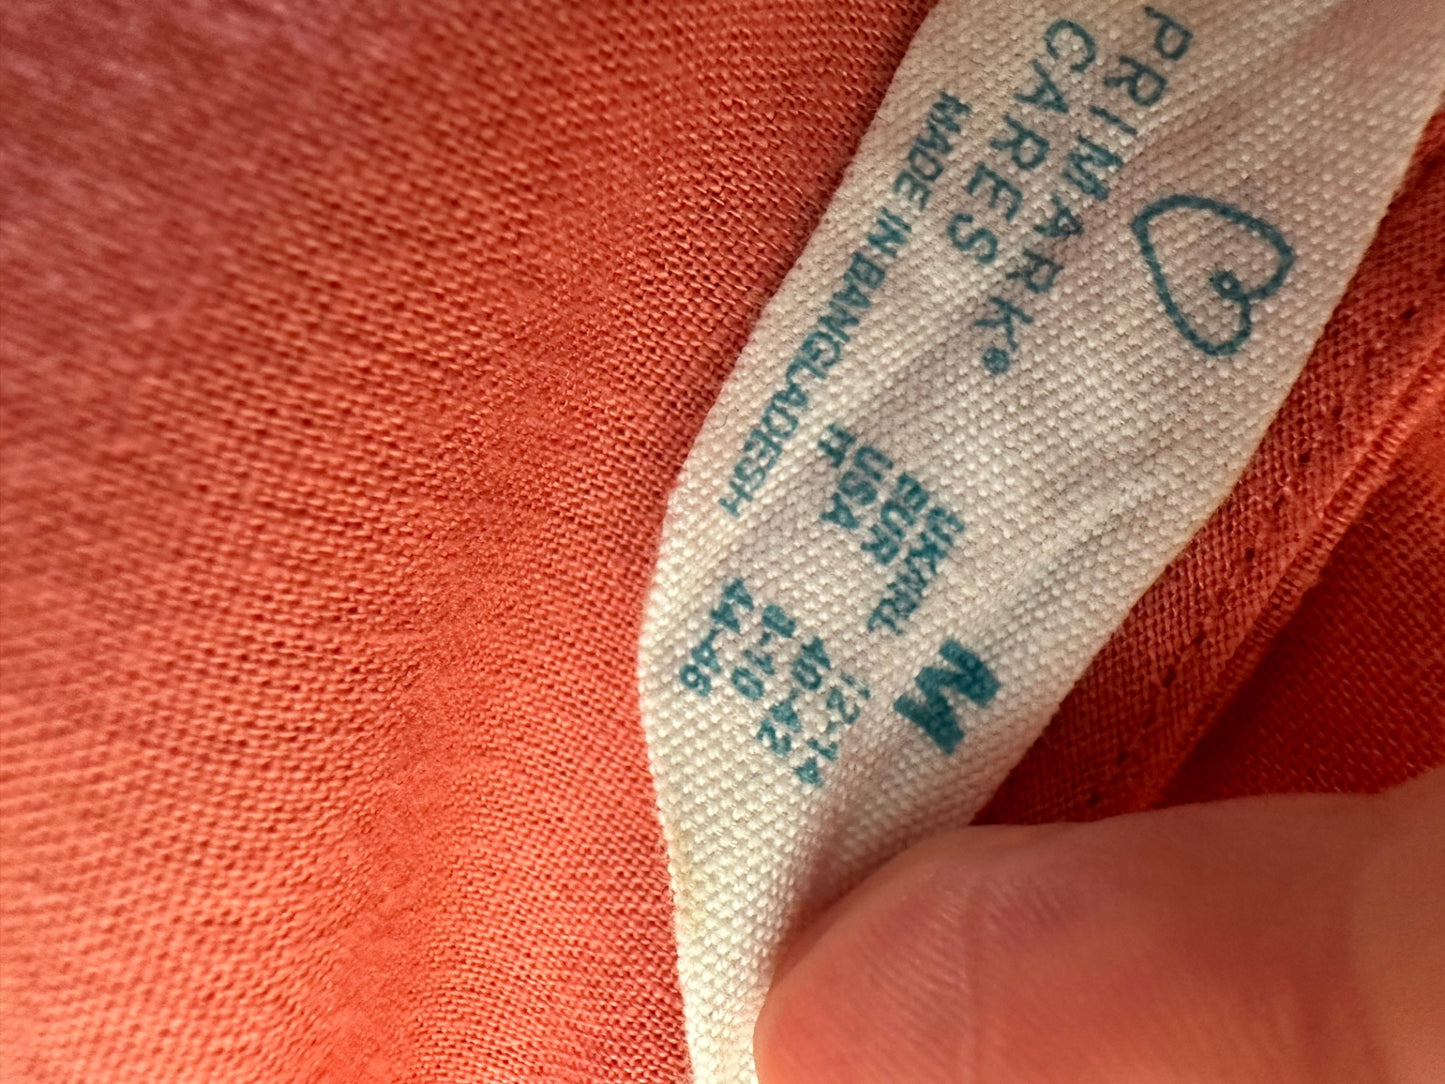 PRIMARK®
CARES
MADE IN BANGLADESH
M
UK/IRL 12-14
EUR 40-42
USA 8-10
IT 44-46